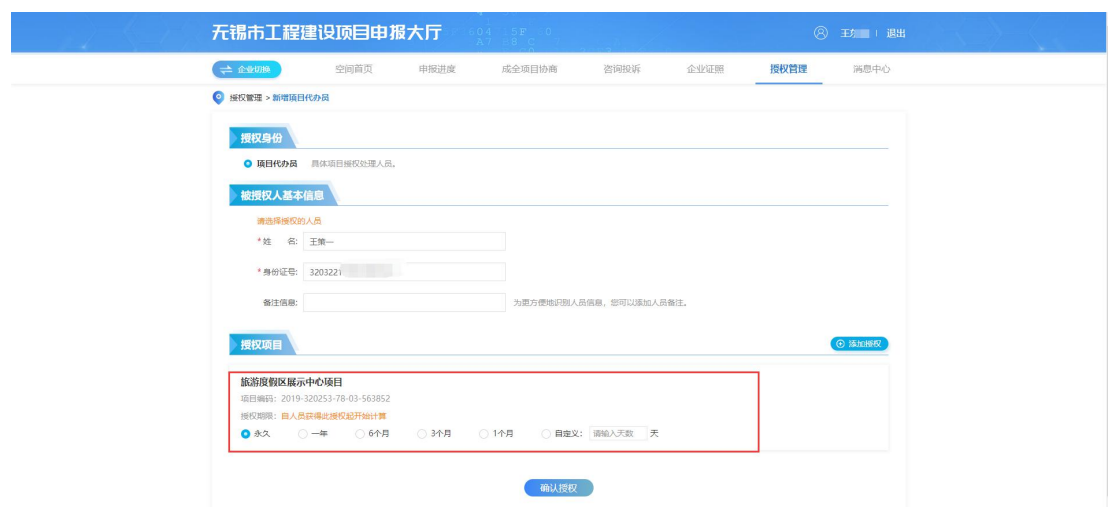 无锡市工程建设项目申报大厅
退出
企业切换 空间首页 申报进度 成全项目协商 咨询投诉 企业证照 授权管理 消息中心
授权管理 > 新增项目代办员
授权身份
项目代办员 具体项目授权处理人员。
被授权人基本信息
请选择授权的人员
*姓 名: 王第一
*身份证号: 3203221
备注信息: 为更方便地识别人员信息，您可以添加人员备注。
授权项目 添加授权
旅游度假区展示中心项目
项目编码: 2019-320253-78-03-563852
授权期限: 自人员获得此授权起开始计算
永久 一年 6个月 3个月 1个月 自定义: 请输入天数 天
确认授权